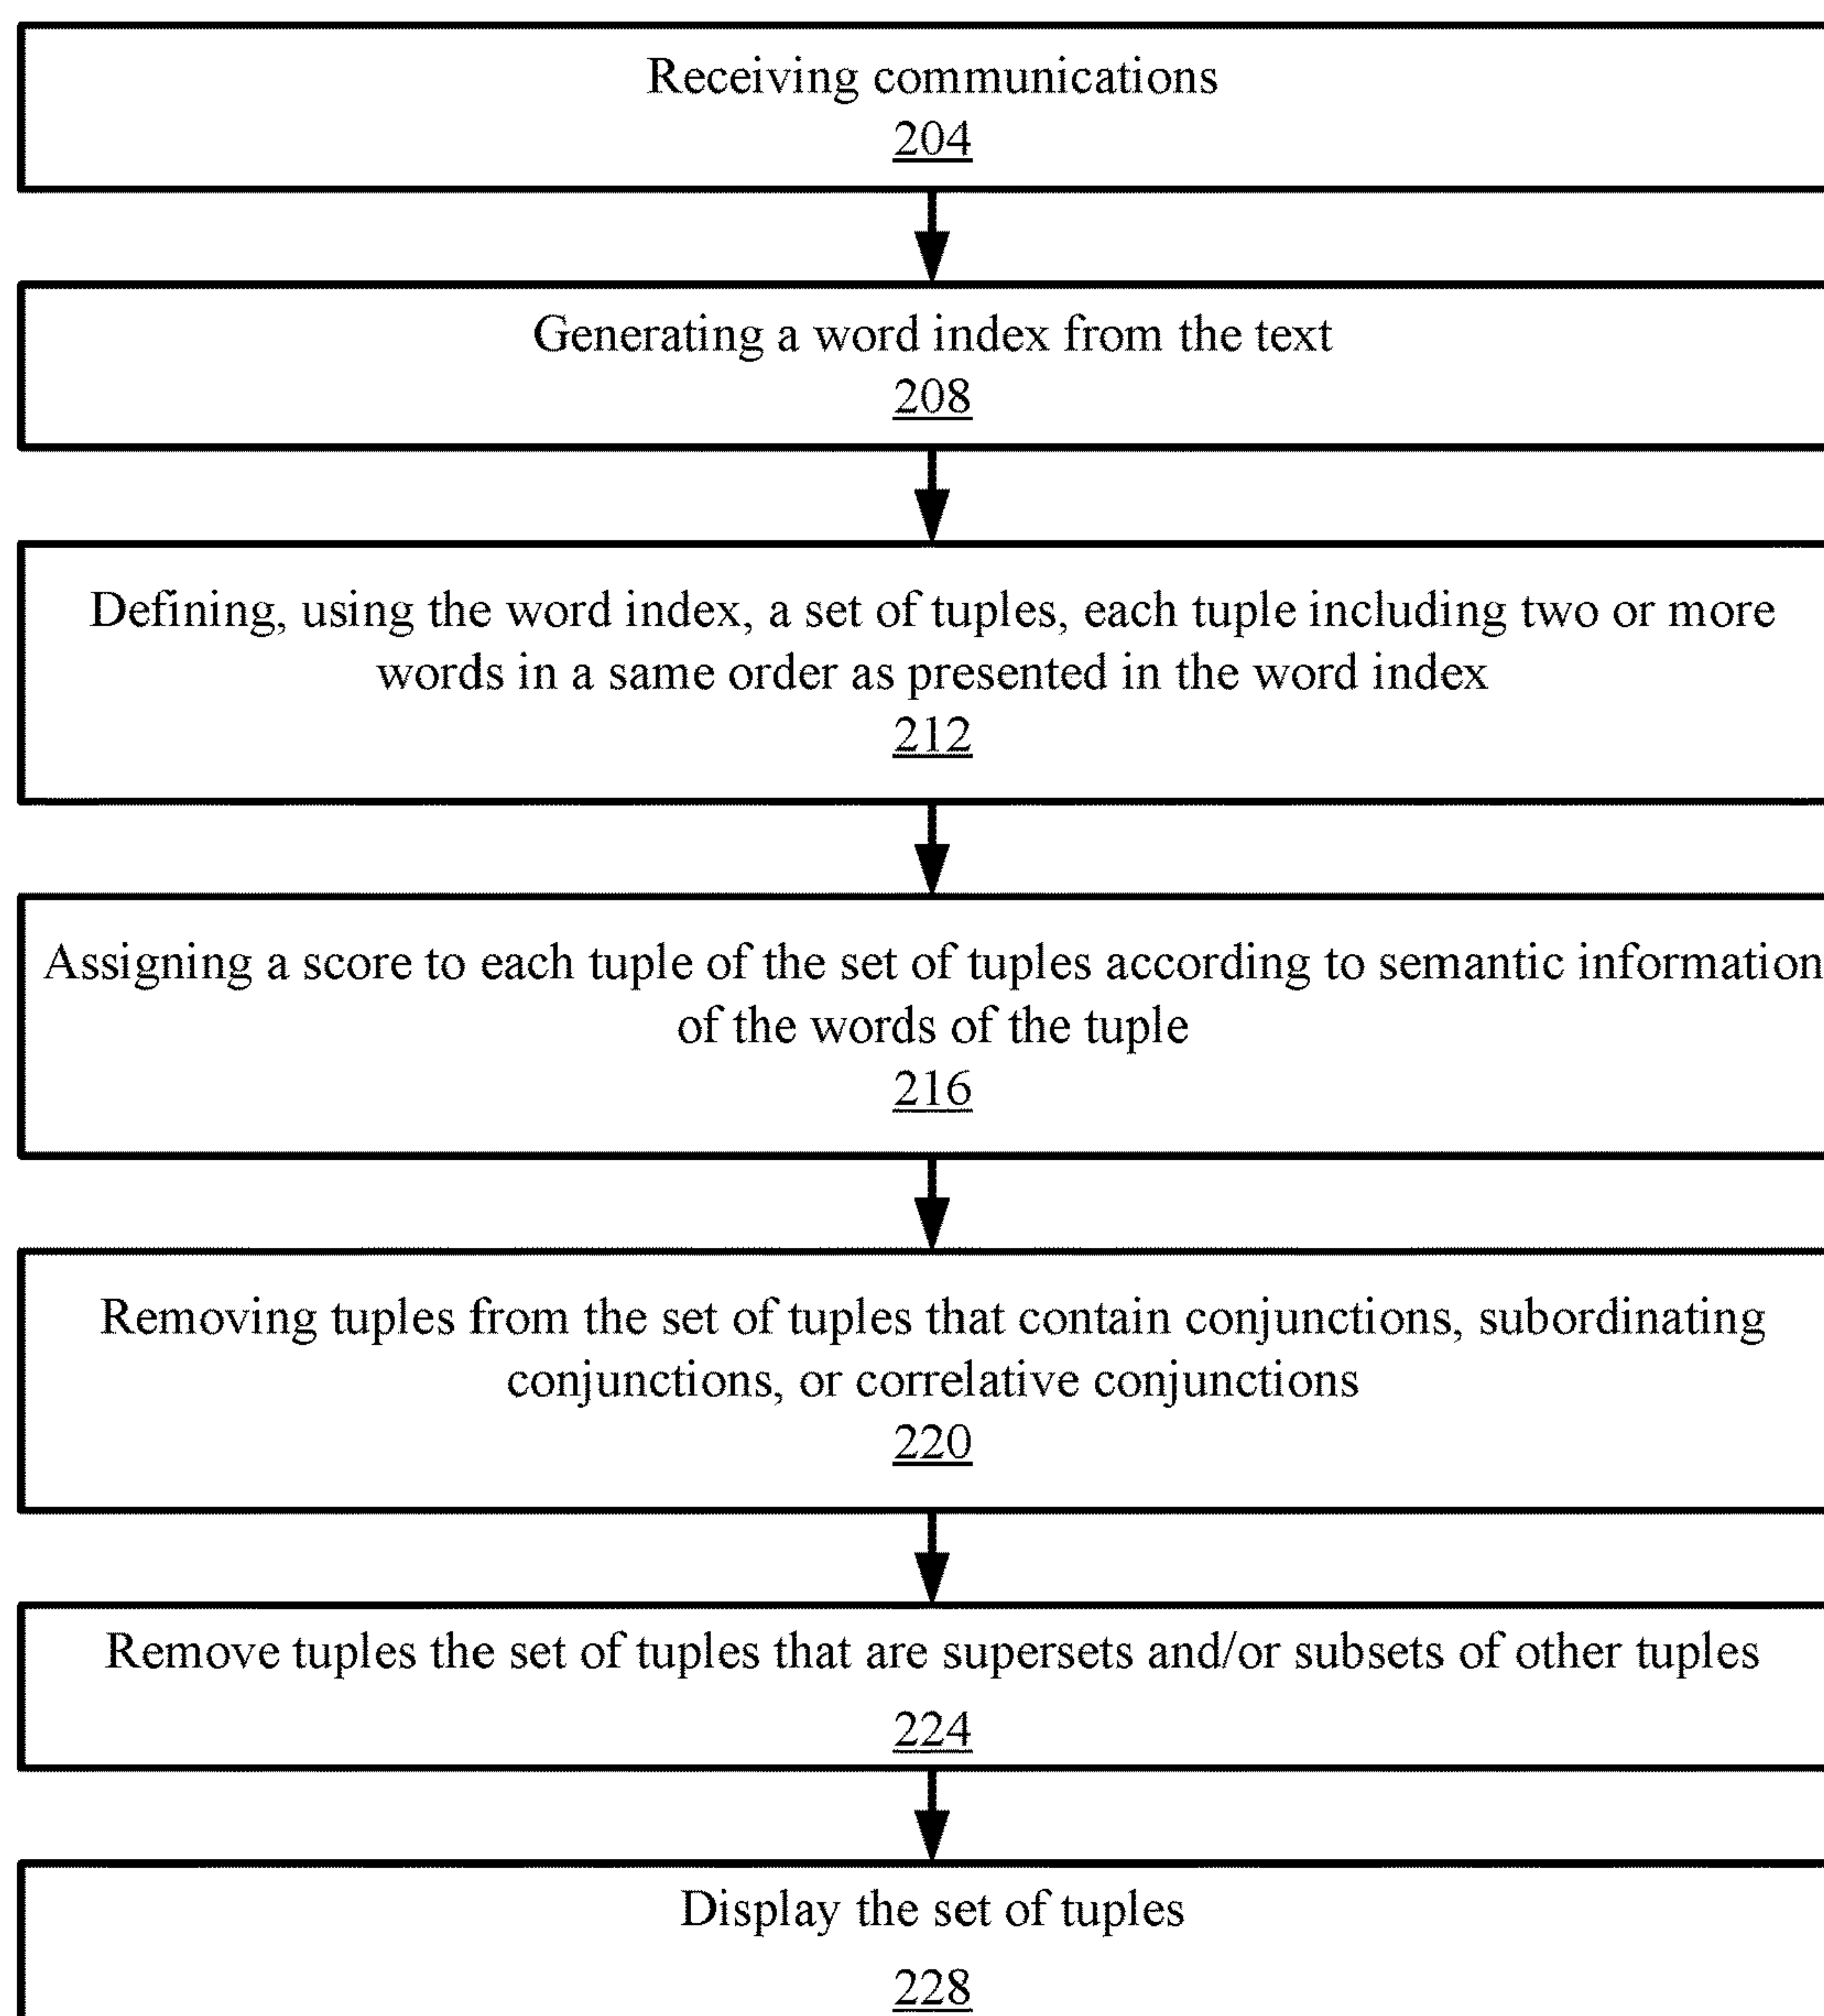 Receiving communications
204
Generating a word index from the text
208
Defining, using the word index, a set of tuples, each tuple including two or more
words in a same order as presented in the word index
212
Assigning a score to each tuple of the set of tuples according to semantic information
of the words of the tuple
216
Removing tuples from the set of tuples that contain conjunctions, subordinating
conjunctions, or correlative conjunctions
220
Remove tuples the set of tuples that are supersets and/or subsets of other tuples
224
Display the set of tuples
228